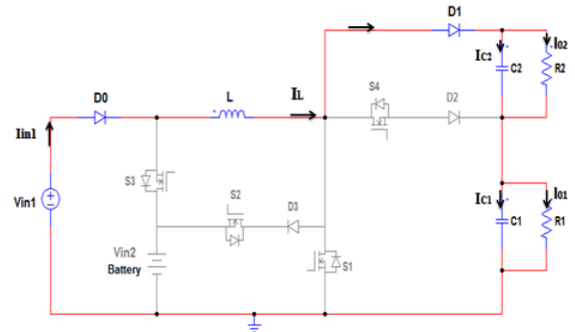 D1
Io2
IC2
C2
R2
S4
D0
L
IL
D2
Iin1
S3
S2
D3
Vin1
IC1
Io1
C1
R1
Vin2
Battery
S1